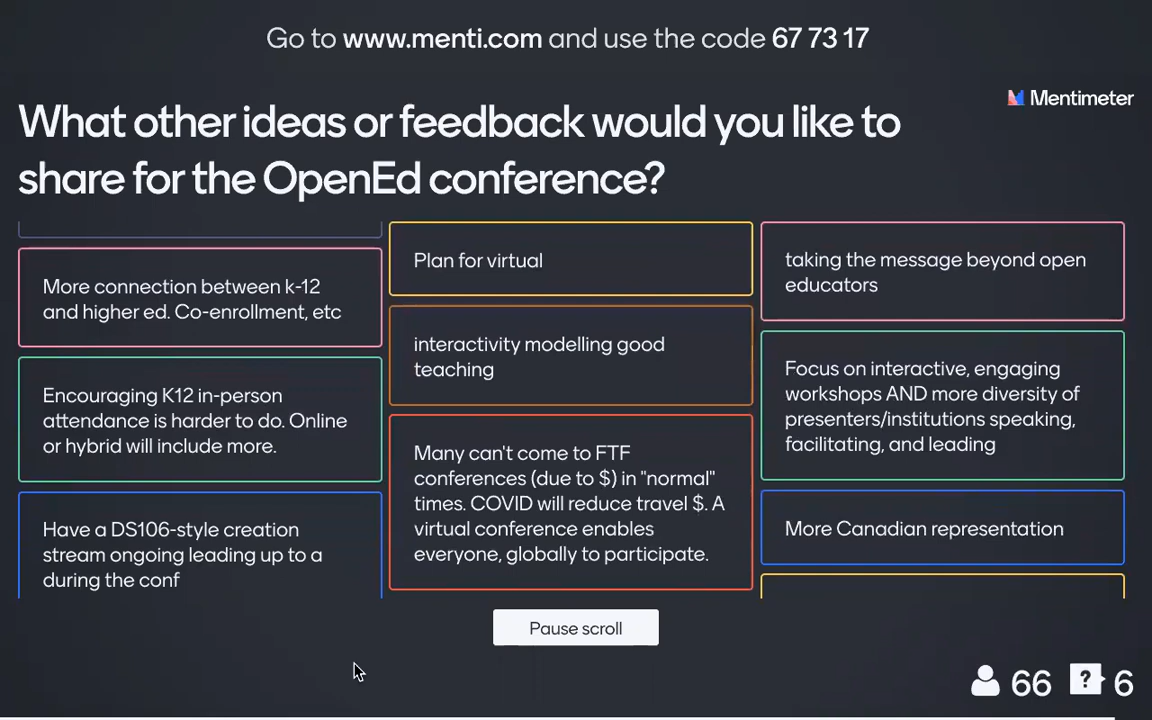 Go to www.menti.com and use the code 67 73 17
Mentimeter
What other ideas or feedback would you like to
share for the OpenEd conference?
More connection between k-12
and higher ed. Co-enrollment, etc
Encouraging K12 in-person
attendance is harder to do. Online
or hybrid will include more.
Have a DS106-style creation
stream ongoing leading up to a
during the conf
Plan for virtual
interactivity modelling good
teaching
Many can't come to FTF
conferences (due to $) in "normal"
times. COVID will reduce travel $. A
virtual conference enables
everyone, globally to participate.
taking the message beyond open
educators
Focus on interactive, engaging
workshops AND more diversity of
presenters/institutions speaking,
facilitating, and leading
More Canadian representation
Pause scroll
66
? 6